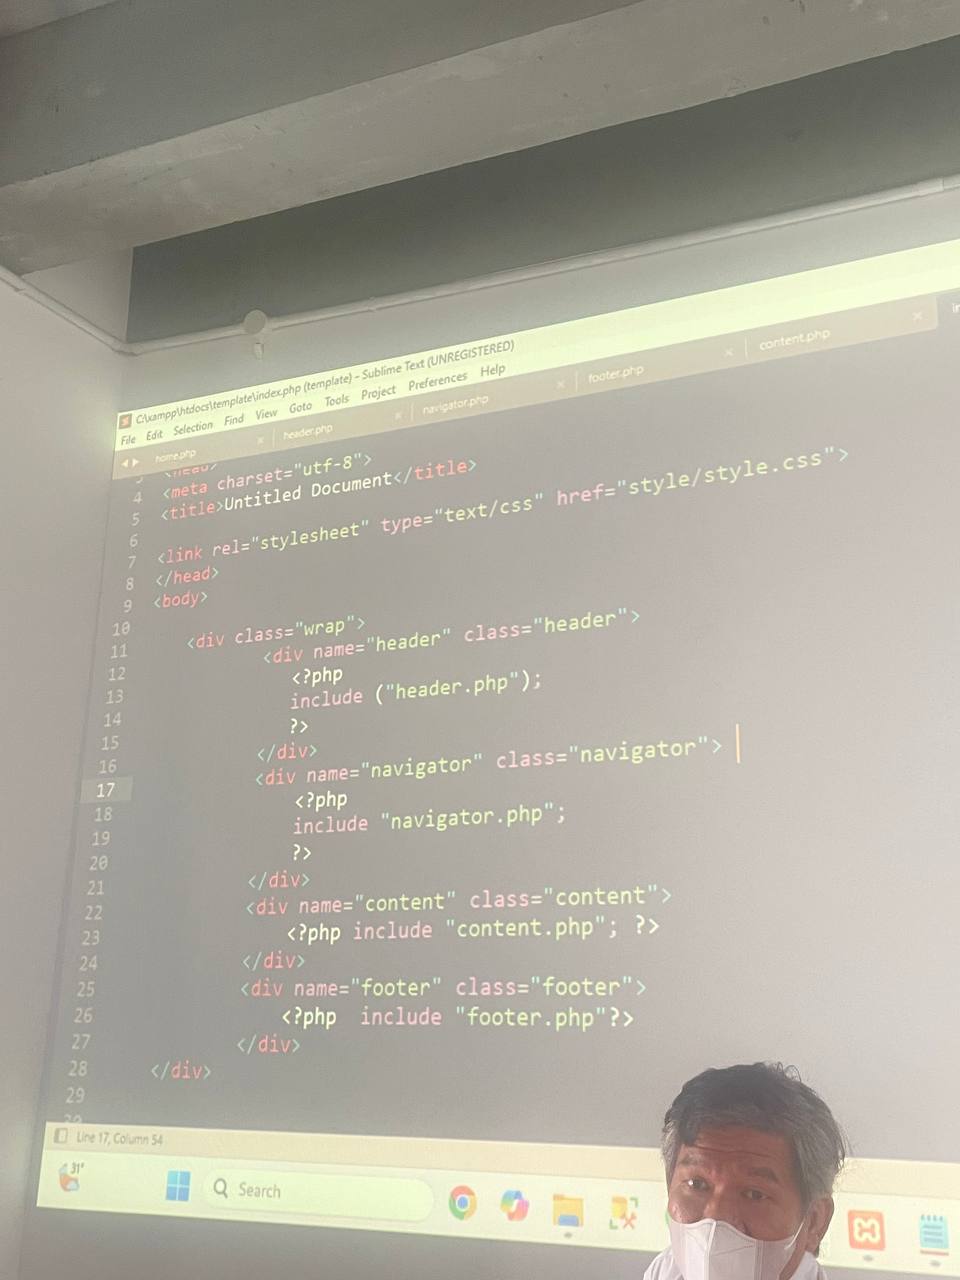 C:\xampp\htdocs\template\index.php (template) - Sublime Text (UNREGISTERED)
File Edit Selection Find View Goto Tools Project Preferences Help
home.php header.php navigator.php footer.php content.php
4 <meta charset="utf-8">
5 <title>Untitled Document</title>
6
7 <link rel="stylesheet" type="text/css" href="style/style.css">
8 </head>
9 <body>
10
11 <div class="wrap">
12 <div name="header" class="header">
13 <?php
14 include ("header.php");
15 ?>
16 </div>
17 <div name="navigator" class="navigator">
18 <?php
19 include "navigator.php";
20 ?>
21 </div>
22 <div name="content" class="content">
23 <?php include "content.php"; ?>
24 </div>
25 <div name="footer" class="footer">
26 <?php include "footer.php"?>
27 </div>
28 </div>
29
Line 17, Column 54
31°
Search